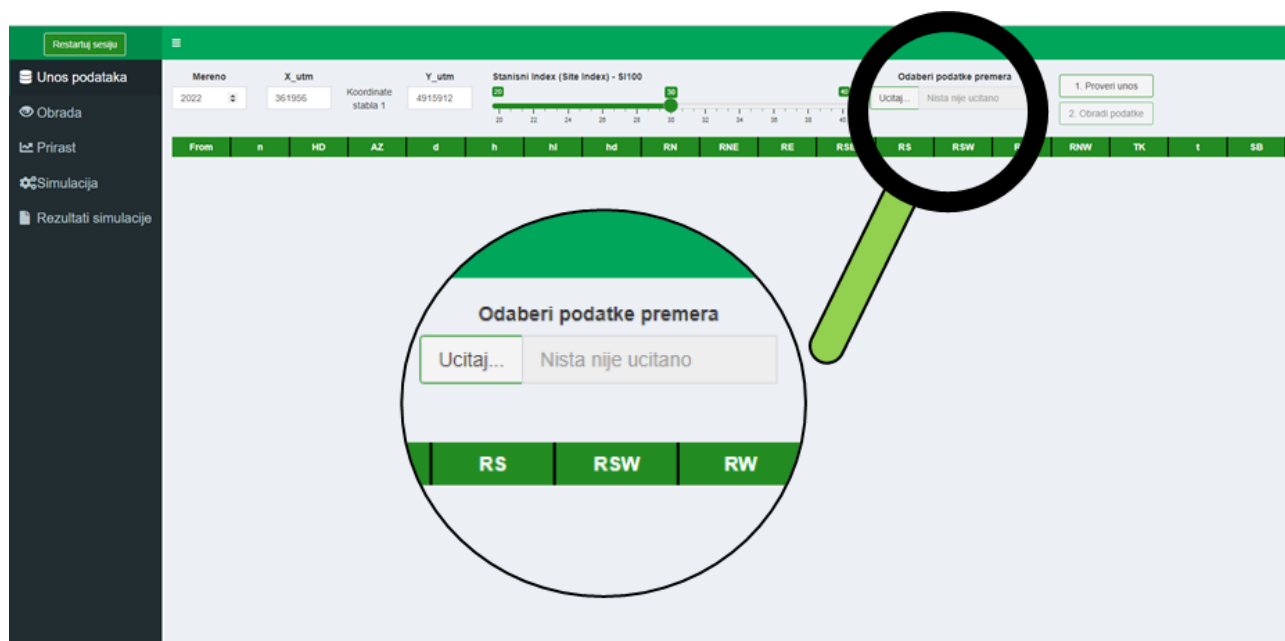 Restartuj sesiju
Unos podataka
Obrada
Prirast
Simulacija
Rezultati simulacije
Mereno X_utm Y_utm Stanisni Index (Site Index) - SI100 Odaberi podatke premera
2022 361956 Koordinate stabla 1 4915912
20 30 40
20 22 24 26 28 30 32 34 36 38 40
Ucitaj... Nista nije ucitano
1. Proveri unos
2. Obradi podatke
From n HD AZ d h hl hd RN RNE RE RSE RS RSW RNW TK t SB
Odaberi podatke premera
Ucitaj... Nista nije ucitano
RS RSW RW